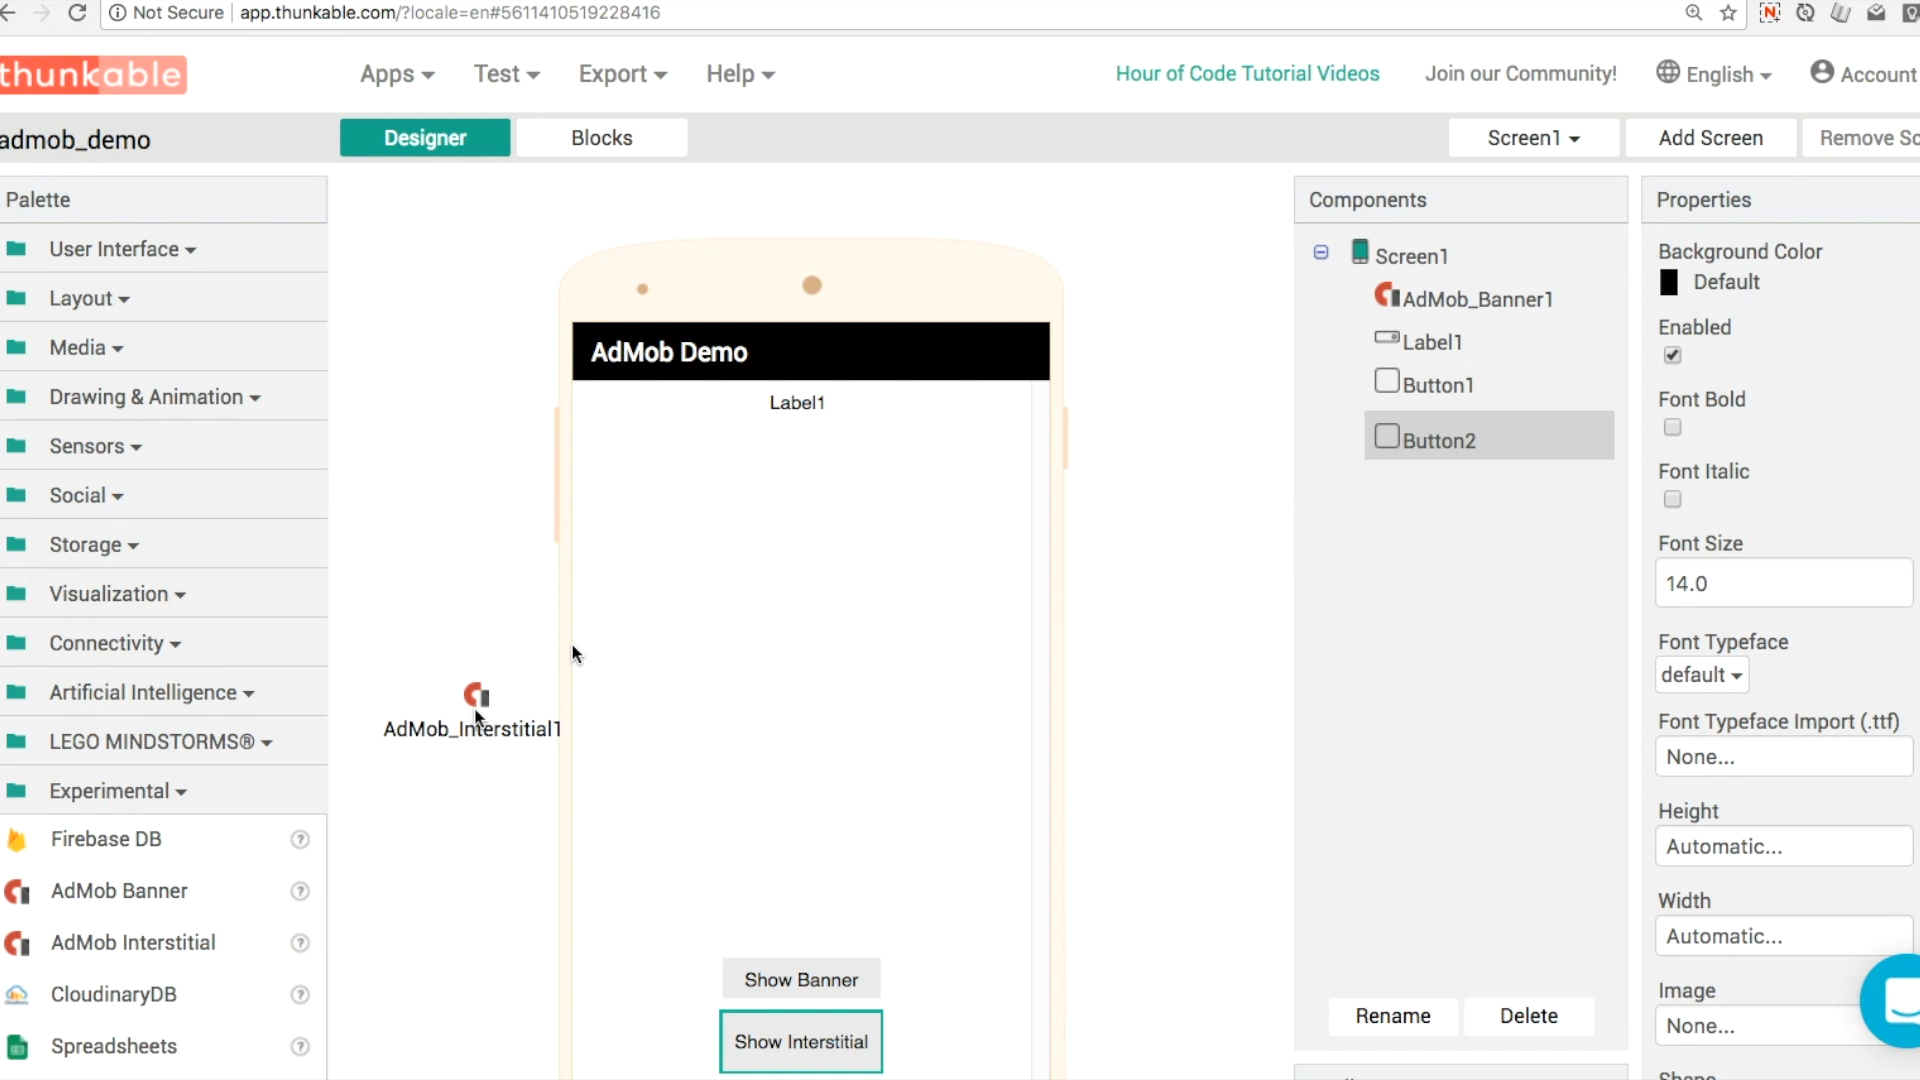 Not Secure app.thunkable.com/?locale=en#5611410519228416
thunkable
Apps Test Export Help Hour of Code Tutorial Videos Join our Community! English Account
admob_demo Designer Blocks Screen1 Add Screen Remove
Palette
User Interface
Layout
Media
Drawing & Animation
Sensors
Social
Storage
Visualization
Connectivity
Artificial Intelligence
LEGO MINDSTORMS®
Experimental
Firebase DB
AdMob Banner
AdMob Interstitial
CloudinaryDB
Spreadsheets
AdMob_Interstitial1
AdMob Demo
Label1
Show Banner
Show Interstitial
Components
Screen1
AdMob_Banner1
Label1
Button1
Button2
Rename Delete
Properties
Background Color
Default
Enabled
Font Bold
Font Italic
Font Size
14.0
Font Typeface
default
Font Typeface Import (.ttf)
None...
Height
Automatic...
Width
Automatic...
Image
None...